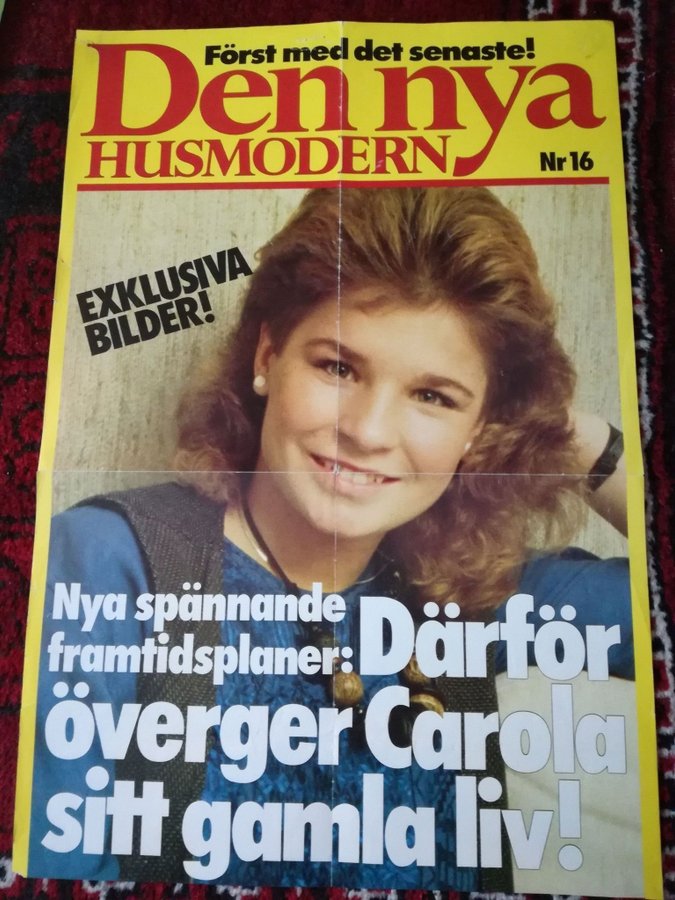 Först med det senaste!
Den nya
HUSMODERN
Nr 16
EXKLUSIVA
BILDER!
Nya spännande
framtidsplaner: Därför
överger Carola
sitt gamla liv!